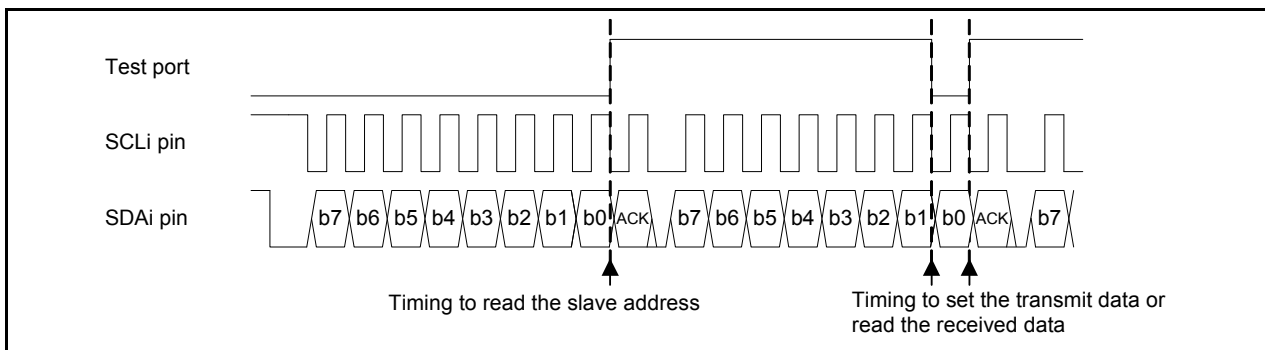 Test port
SCLi pin
SDAi pin
b7 b6 b5 b4 b3 b2 b1 b0 ACK b7 b6 b5 b4 b3 b2 b1 b0 ACK b7
Timing to read the slave address
Timing to set the transmit data or
read the received data